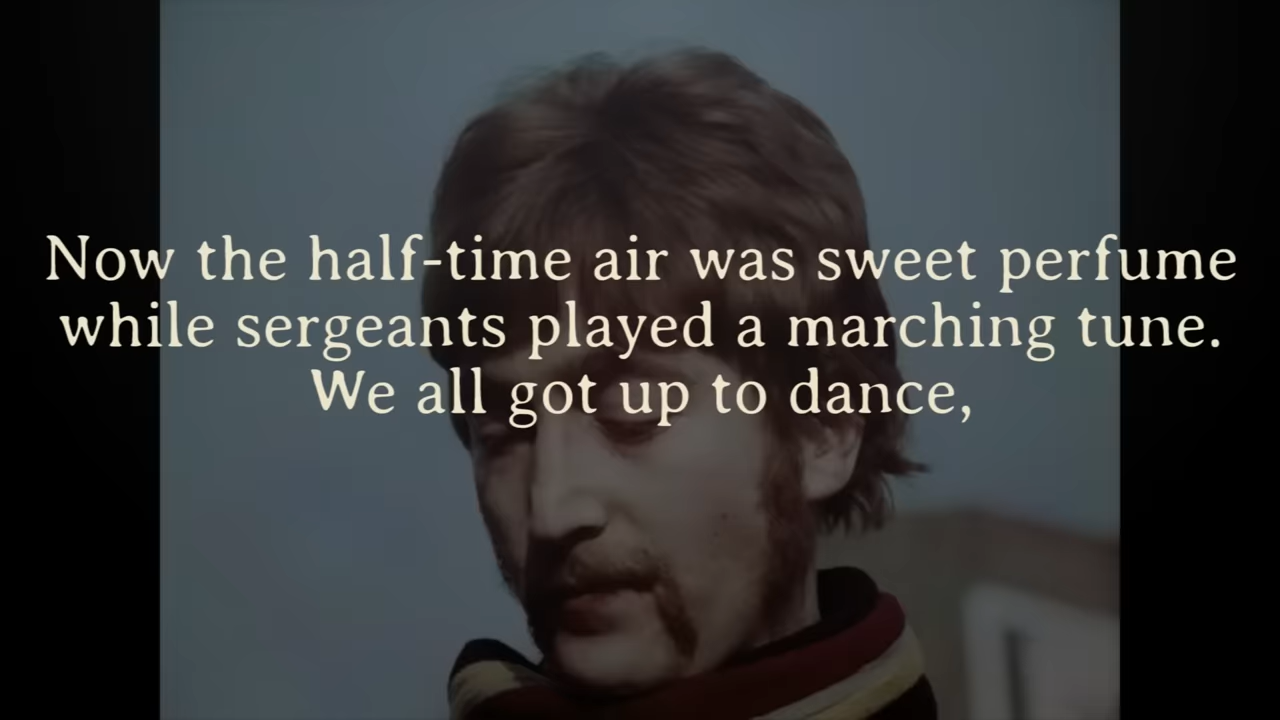 Now the half-time air was sweet perfume
while sergeants played a marching tune.
We all got up to dance,